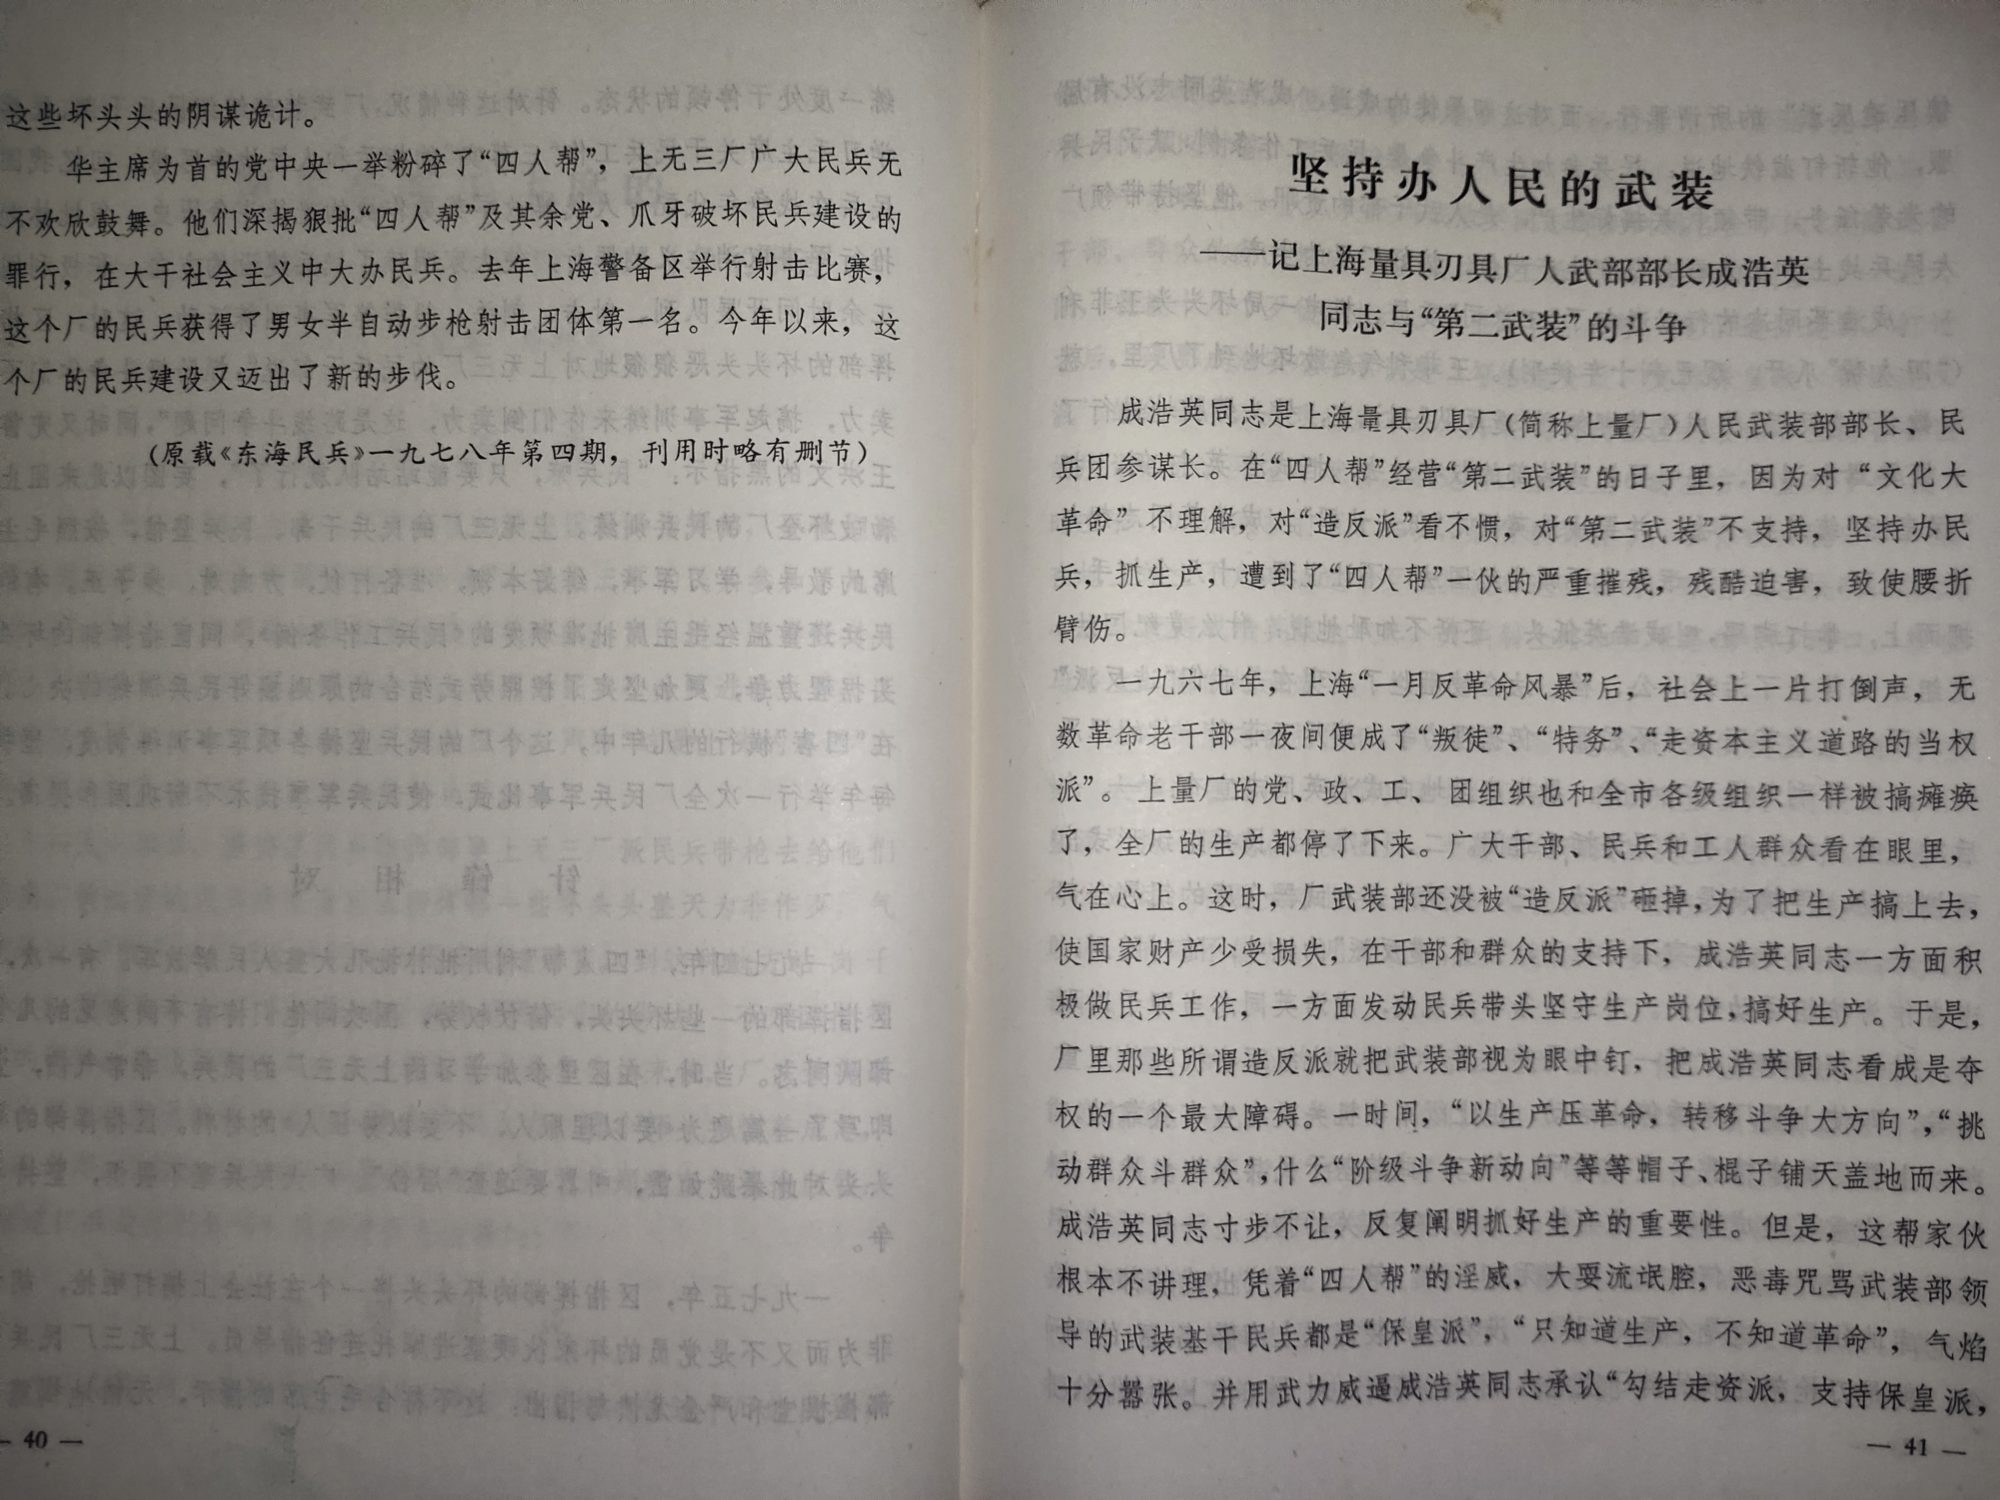 这些坏头头的阴谋诡计。
华主席为首的党中央一举粉碎了“四人帮”，上无三厂广大民兵无
不欢欣鼓舞。他们深揭狠批“四人帮”及其余党、爪牙破坏民兵建设的
罪行，在大干社会主义中大办民兵。去年上海警备区举行射击比赛，
这个厂的民兵获得了男女半自动步枪射击团体第一名。今年以来，这
个厂的民兵建设又迈出了新的步伐。
（原载《东海民兵》一九七八年第四期，刊用时略有删节）
— 40 —
坚持办人民的武装
——记上海量具刃具厂人武部部长成浩英
同志与“第二武装”的斗争
成浩英同志是上海量具刃具厂(简称上量厂)人民武装部部长、民
兵团参谋长。在“四人帮”经营“第二武装”的日子里，因为对“文化大
革命”不理解，对“造反派”看不惯，对“第二武装”不支持，坚持办民
兵，抓生产，遭到了“四人帮”一伙的严重摧残，残酷迫害，致使腰折
臂伤。
一九六七年，上海“一月反革命风暴”后，社会上一片打倒声，无
数革命老干部一夜间便成了“叛徒”、“特务”、“走资本主义道路的当权
派”。上量厂的党、政、工、团组织也和全市各级组织一样被搞瘫痪
了，全厂的生产都停了下来。广大干部、民兵和工人群众看在眼里，
气在心上。这时，厂武装部还没被“造反派”砸掉，为了把生产搞上去，
使国家财产少受损失，在干部和群众的支持下，成浩英同志一方面积
极做民兵工作，一方面发动民兵带头坚守生产岗位，搞好生产。于是，
厂里那些所谓造反派就把武装部视为眼中钉，把成浩英同志看成是夺
权的一个最大障碍。一时间，“以生产压革命，转移斗争大方向”，“挑
动群众斗群众”，什么“阶级斗争新动向”等等帽子、棍子铺天盖地而来。
成浩英同志寸步不让，反复阐明抓好生产的重要性。但是，这帮家伙
根本不讲理，凭着“四人帮”的淫威，大耍流氓腔，恶毒咒骂武装部领
导的武装基干民兵都是“保皇派”，“只知道生产，不知道革命”，气焰
十分嚣张。并用武力威逼成浩英同志承认“勾结走资派，支持保皇派，
— 41 —